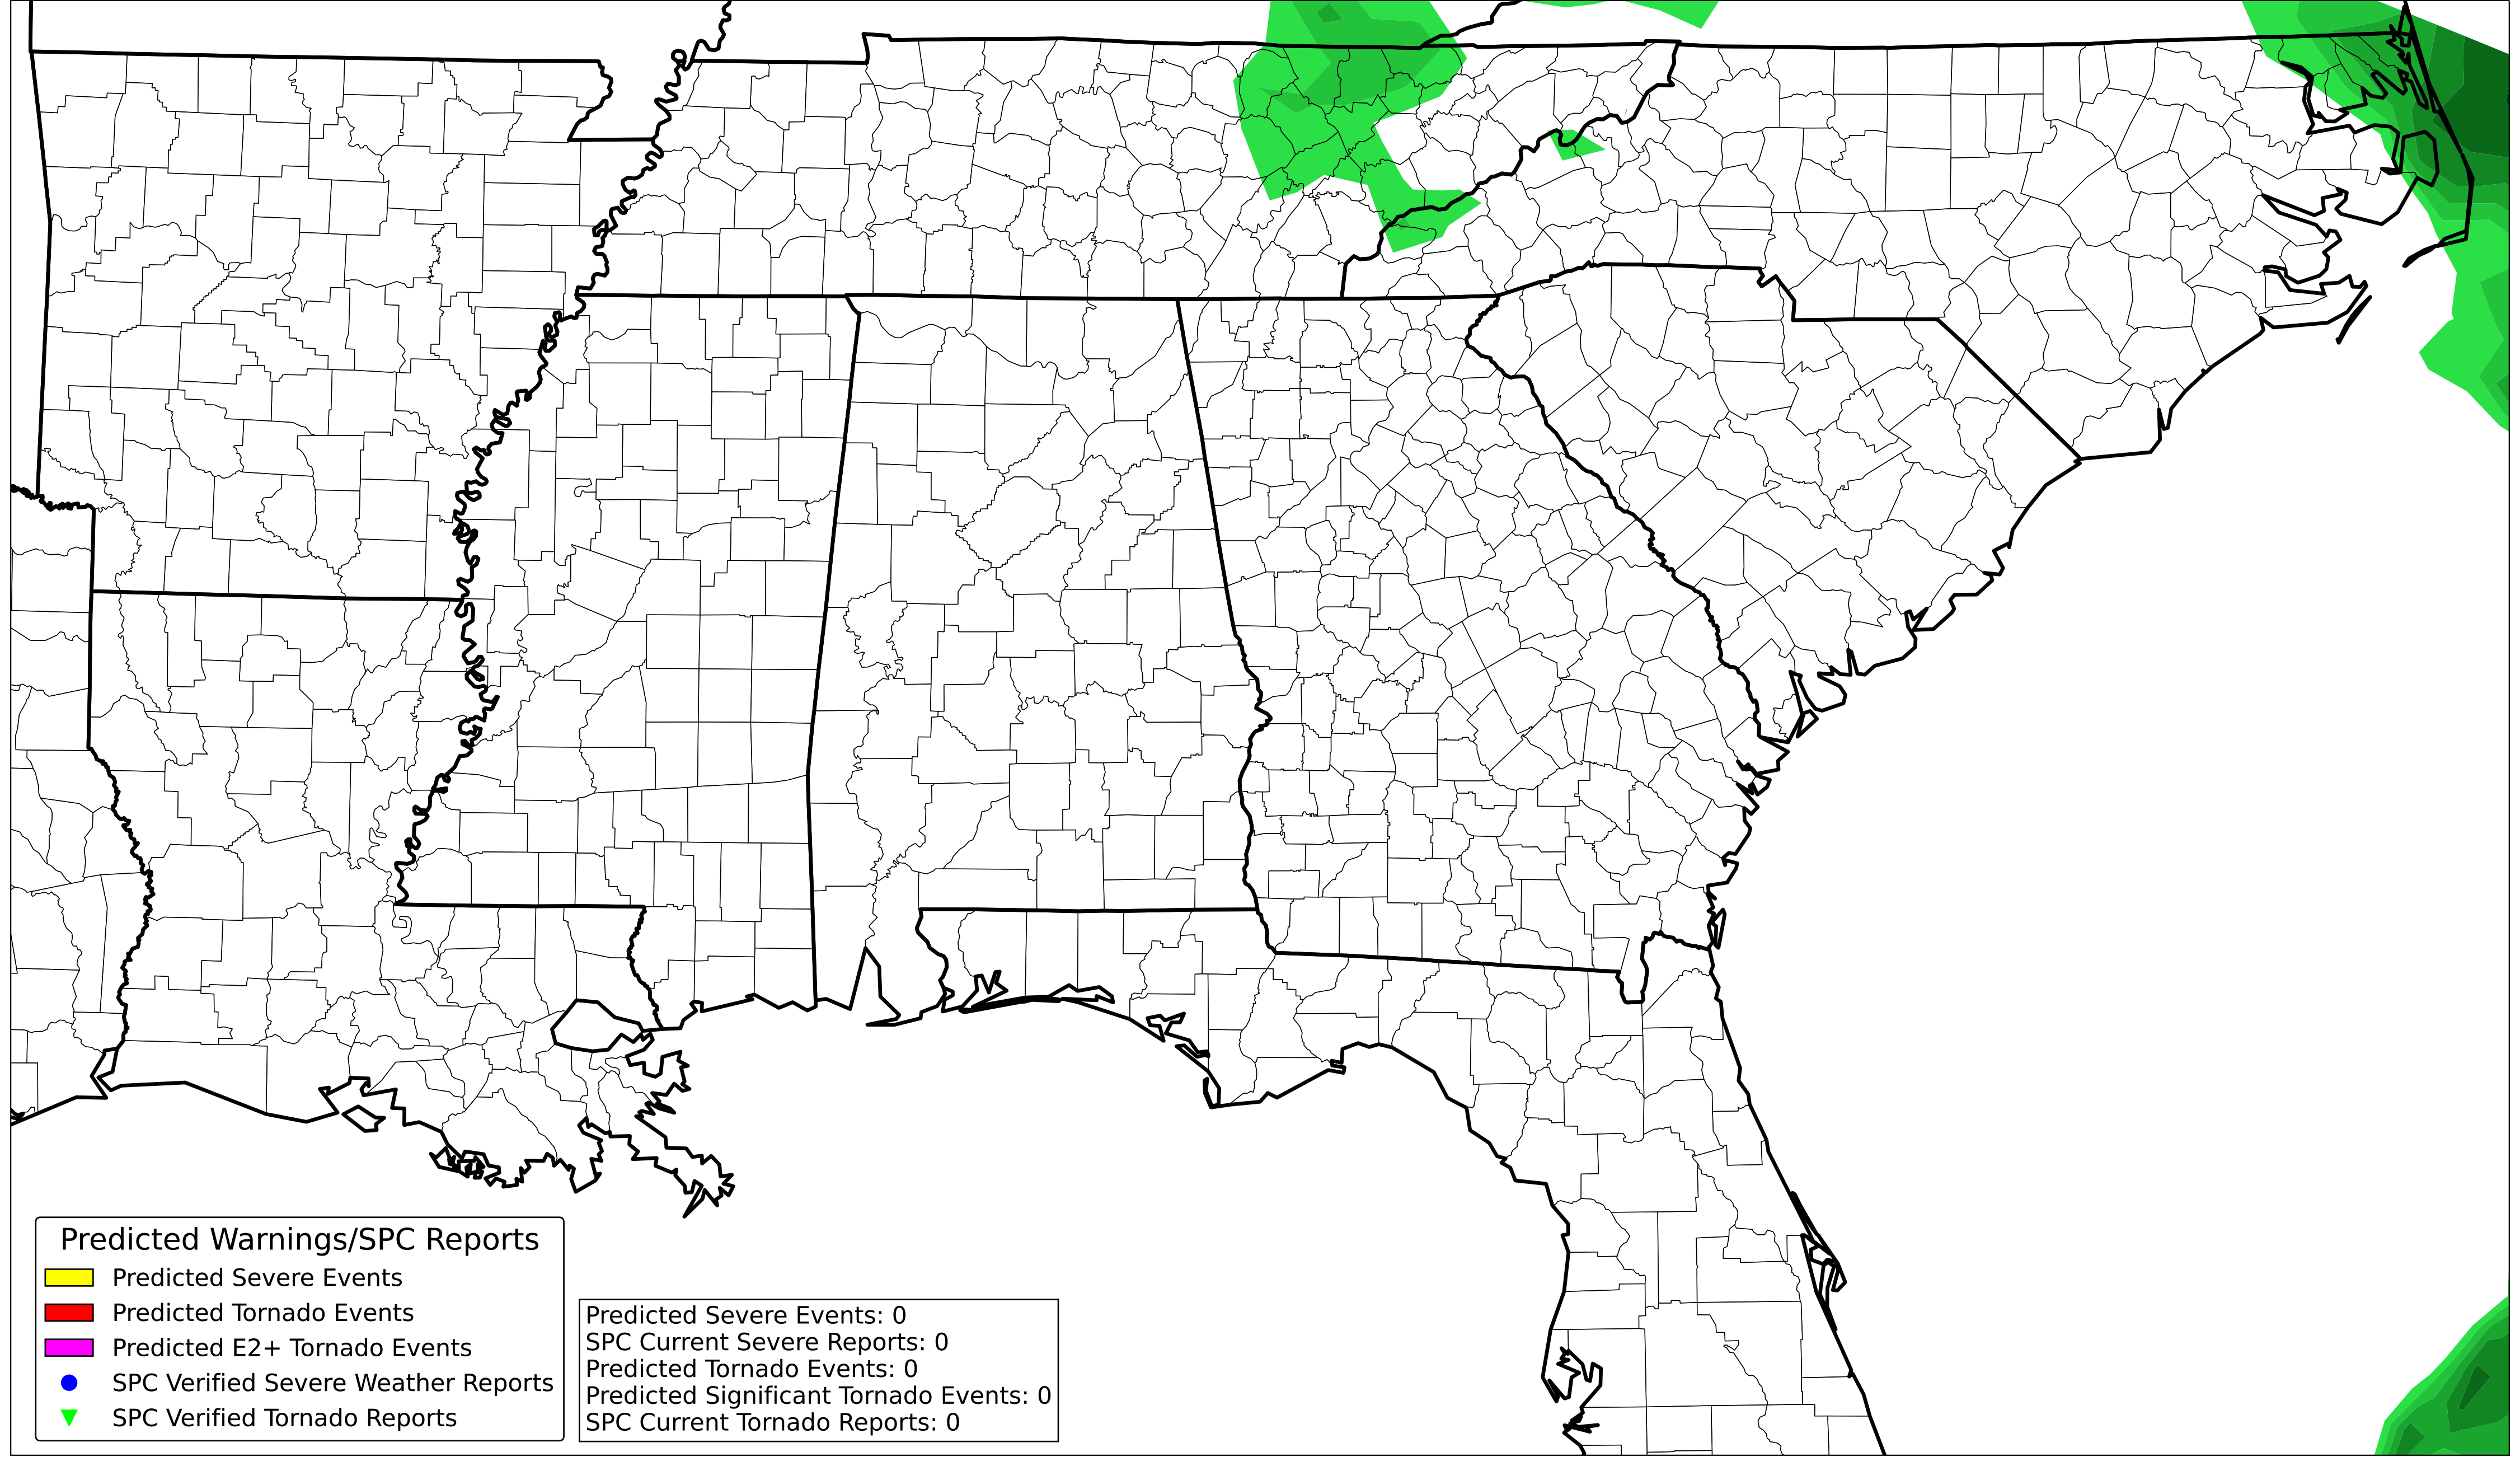 Predicted Warnings/SPC Reports
Predicted Severe Events
Predicted Tornado Events
Predicted E2+ Tornado Events
SPC Verified Severe Weather Reports
SPC Verified Tornado Reports
Predicted Severe Events: 0
SPC Current Severe Reports: 0
Predicted Tornado Events: 0
Predicted Significant Tornado Events: 0
SPC Current Tornado Reports: 0